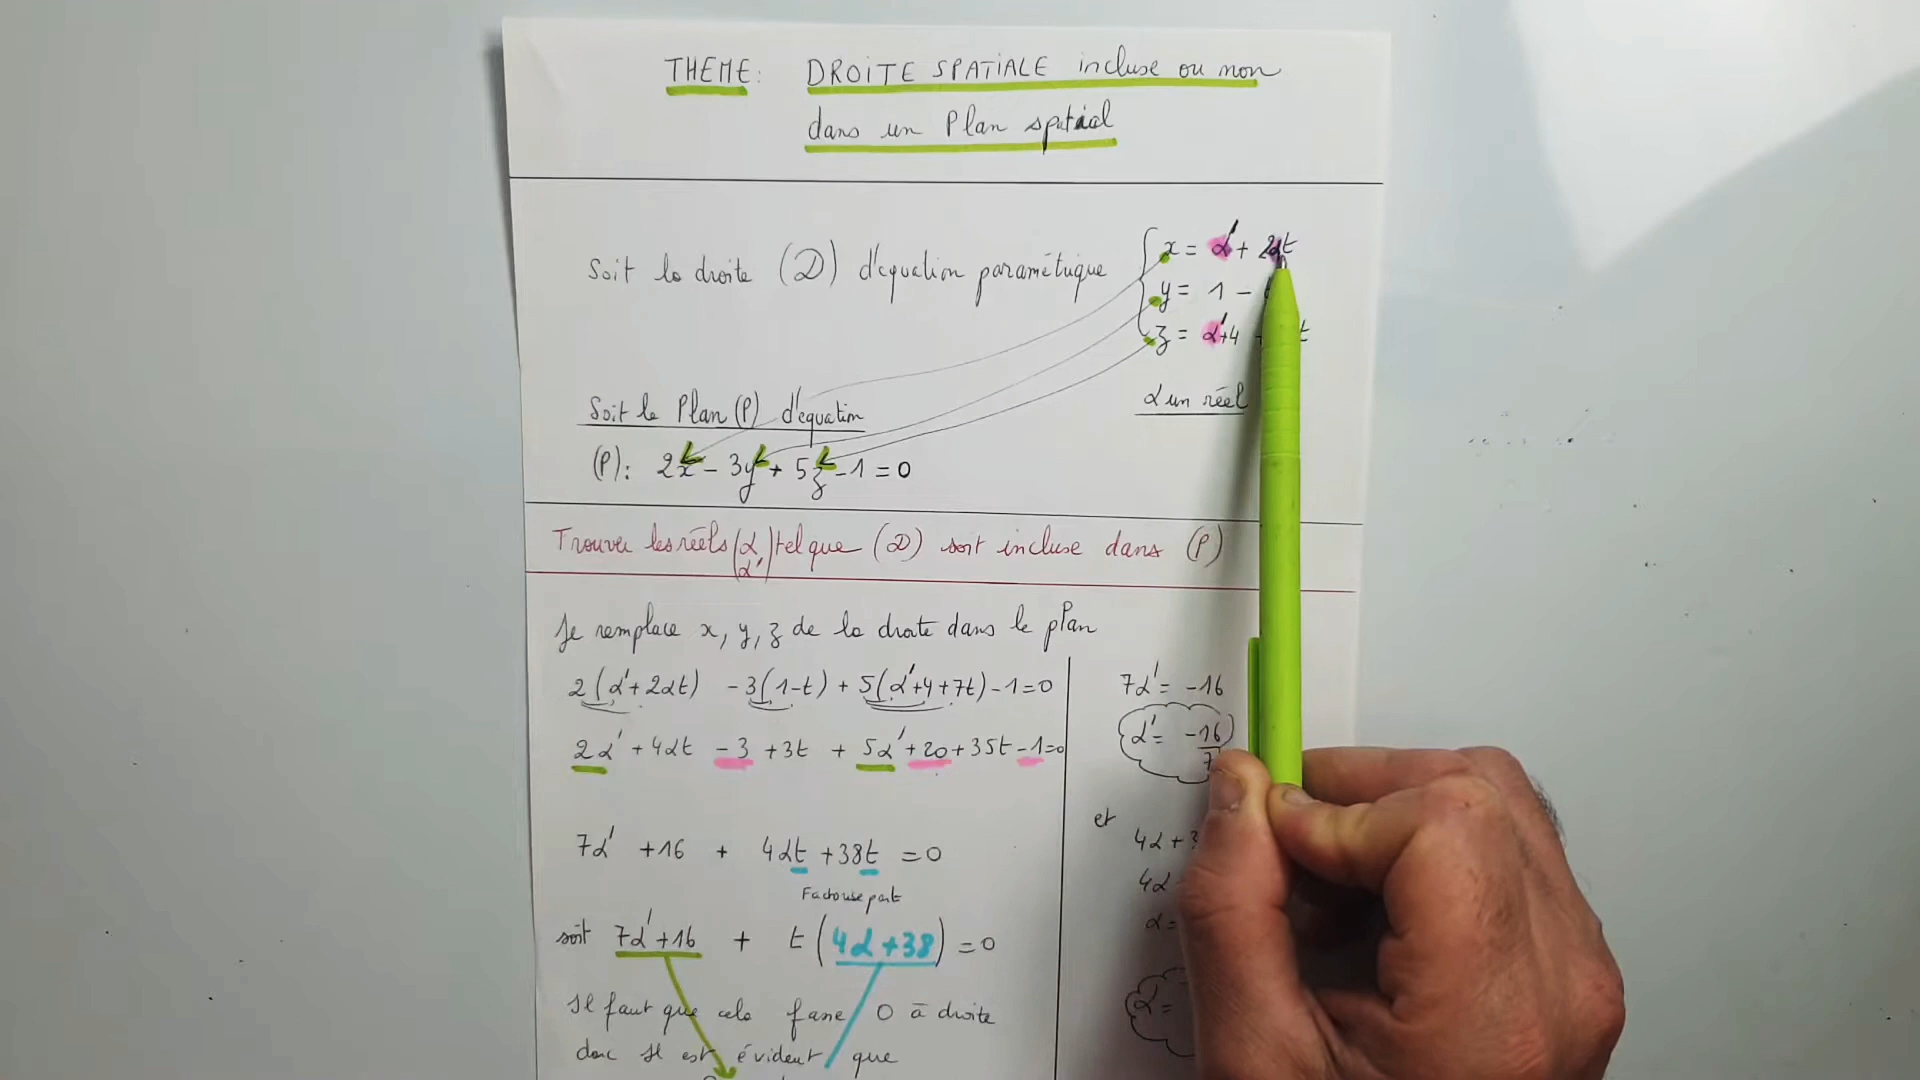 THEME: DROITE SPATIALE incluse ou non
dans un Plan spatial
Soit la droite (D) d'équation paramétrique
x = α' + 2αt
y = 1 -
z = α'+4 + t
α un réel
Soit le Plan (P) d'equation
(P): 2x - 3y + 5z - 1 = 0
Trouver les réels (α α') tel que (D) soit incluse dans (P)
Je remplace x, y, z de la droite dans le plan
2(α'+2αt) -3(1-t) + 5(α'+4+7t) -1=0
2α' + 4αt -3 +3t + 5α' +20 +35t -1=0
7α' +16 + 4αt +38t = 0
Factorise par t
soit 7α'+16 + t(4α+38) = 0
Il faut que cela fasse 0 à droite
donc il est évident que
7α' = -16
α' = -16/7
et
4α +
4α
α =
α =